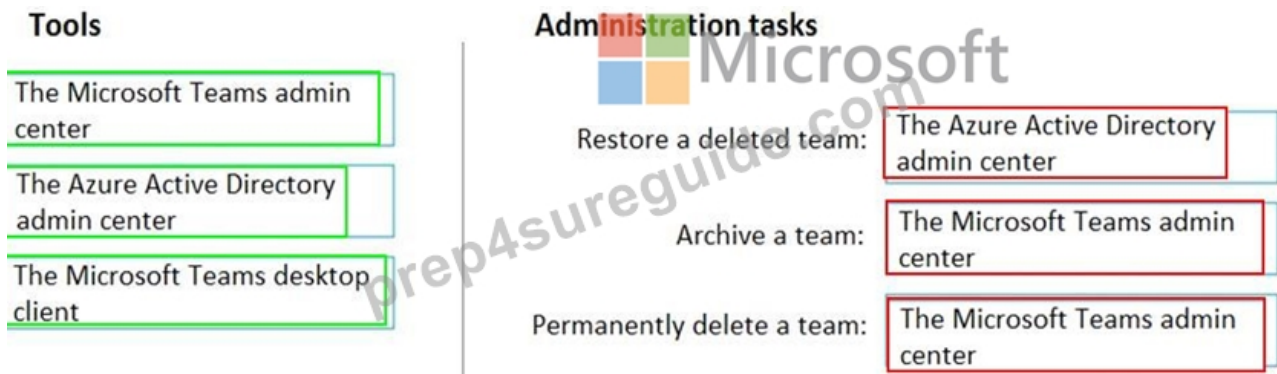 Tools
The Microsoft Teams admin
center
The Azure Active Directory
admin center
The Microsoft Teams desktop
client
Administration tasks
Microsoft
prep4sureguide.com
Restore a deleted team:
The Azure Active Directory
admin center
Archive a team:
The Microsoft Teams admin
center
Permanently delete a team:
The Microsoft Teams admin
center